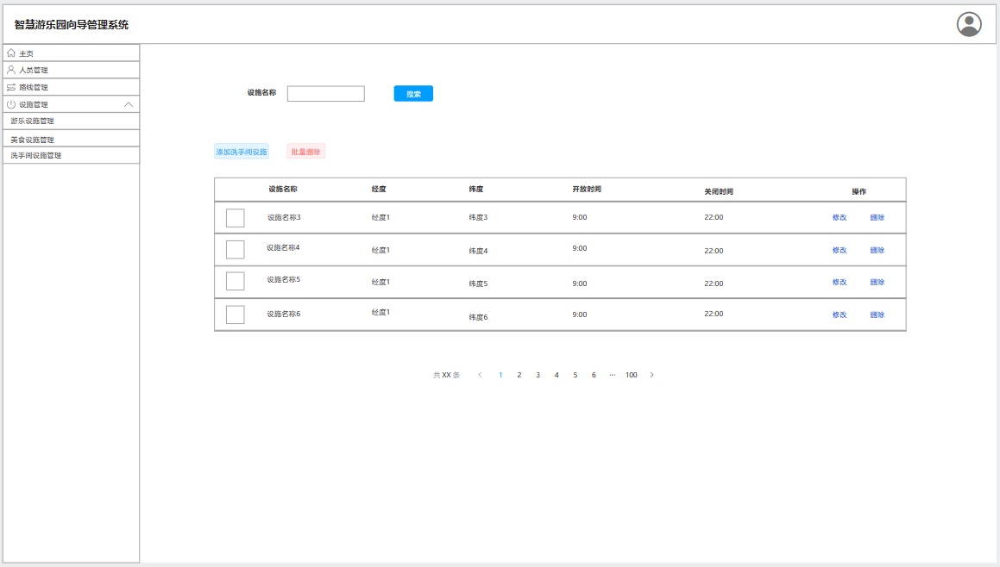 智慧游乐园向导管理系统
主页
人员管理
路线管理
设施管理
游乐设施管理
美食设施管理
洗手间设施管理
设施名称 搜索
添加洗手间设施 批量删除
设施名称 经度 纬度 开放时间 关闭时间 操作
设施名称3 经度1 纬度3 9:00 22:00 修改 删除
设施名称4 经度1 纬度4 9:00 22:00 修改 删除
设施名称5 经度1 纬度5 9:00 22:00 修改 删除
设施名称6 经度1 纬度6 9:00 22:00 修改 删除
共 XX 条 < 1 2 3 4 5 6 ··· 100 >